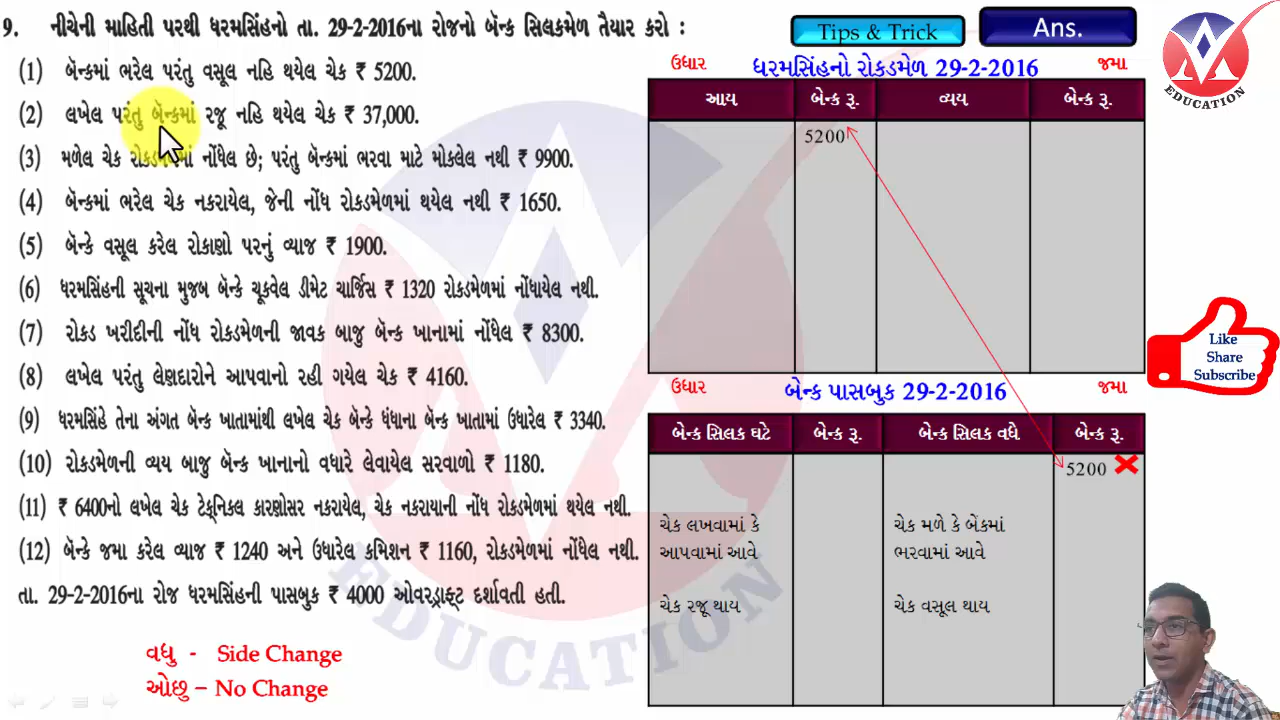 9. નીચેની માહિતી પરથી ધરમસિંહનો તા. 29-2-2016ના રોજનો બૅન્ક સિલકમેળ તૈયાર કરો :
(1) બૅન્કમાં ભરેલ પરંતુ વસૂલ નહિ થયેલ ચેક ₹ 5200.
(2) લખેલ પરંતુ બૅન્કમાં રજૂ નહિ થયેલ ચેક ₹ 37,000.
(3) મળેલ ચેક રોકડમેળમાં નોંધેલ છે; પરંતુ બૅન્કમાં ભરવા માટે મોકલેલ નથી ₹ 9900.
(4) બૅન્કમાં ભરેલ ચેક નકરાયેલ, જેની નોંધ રોકડમેળમાં થયેલ નથી ₹ 1650.
(5) બૅન્કે વસૂલ કરેલ રોકાણો પરનું વ્યાજ ₹ 1900.
(6) ધરમસિંહની સૂચના મુજબ બૅન્કે ચૂકવેલ ડીમેટ ચાર્જિસ ₹ 1320 રોકડમેળમાં નોંધાયેલ નથી.
(7) રોકડ ખરીદીની નોંધ રોકડમેળની જાવક બાજુ બૅન્ક ખાનામાં નોંધેલ ₹ 8300.
(8) લખેલ પરંતુ લેણદારોને આપવાનો રહી ગયેલ ચેક ₹ 4160.
(9) ધરમસિંહે તેના અંગત બૅન્ક ખાતામાંથી લખેલ ચેક બૅન્કે ધંધાના બૅન્ક ખાતામાં ઉધારેલ ₹ 3340.
(10) રોકડમેળની વ્યય બાજુ બૅન્ક ખાનાનો વધારે લેવાયેલ સરવાળો ₹ 1180.
(11) ₹ 6400નો લખેલ ચેક ટેક્નિકલ કારણોસર નકરાયેલ, ચેક નકરાયાની નોંધ રોકડમેળમાં થયેલ નથી.
(12) બૅન્કે જમા કરેલ વ્યાજ ₹ 1240 અને ઉધારેલ કમિશન ₹ 1160, રોકડમેળમાં નોંધેલ નથી.
તા. 29-2-2016ના રોજ ધરમસિંહની પાસબુક ₹ 4000 ઓવરડ્રાફ્ટ દર્શાવતી હતી.
વધુ - Side Change
ઓછુ – No Change
Tips & Trick
Ans.
ઉધાર ધરમસિંહનો રોકડમેળ 29-2-2016 જમા
આય બેન્ક રૂ. વ્યય બેન્ક રૂ.
5200
ઉધાર બેન્ક પાસબુક 29-2-2016 જમા
બેન્ક સિલક ઘટે બેન્ક રૂ. બેન્ક સિલક વધે બેન્ક રૂ.
5200
ચેક લખવામાં કે ચેક મળે કે બેંકમાં
આપવામાં આવે ભરવામાં આવે
ચેક રજૂ થાય ચેક વસૂલ થાય
EDUCATION
Like
Share
Subscribe
EDUCATION